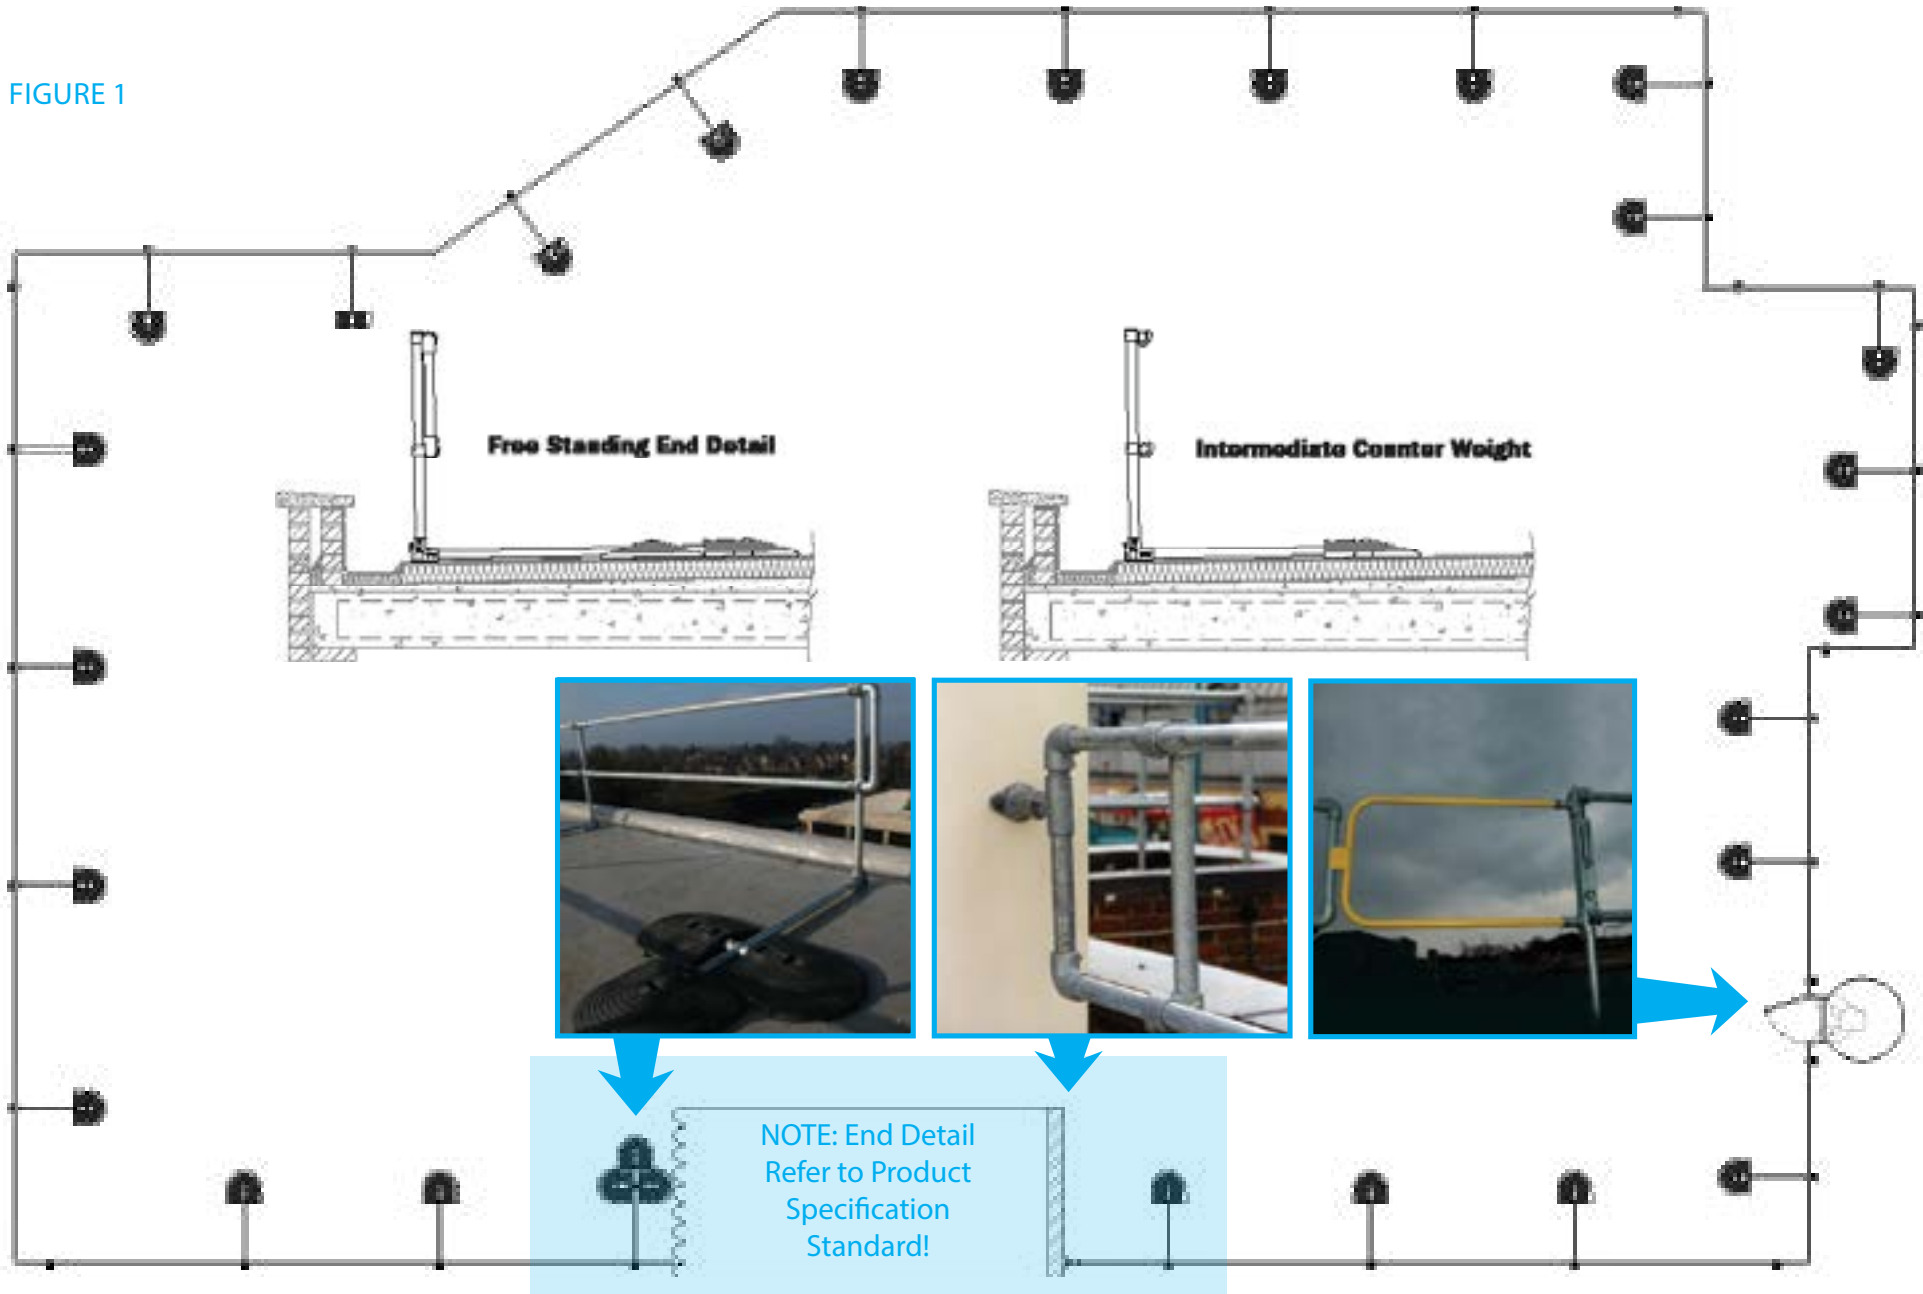 FIGURE 1
Free Standing End Detail
Intermediate Counter Weight
NOTE: End Detail
Refer to Product
Specification
Standard!